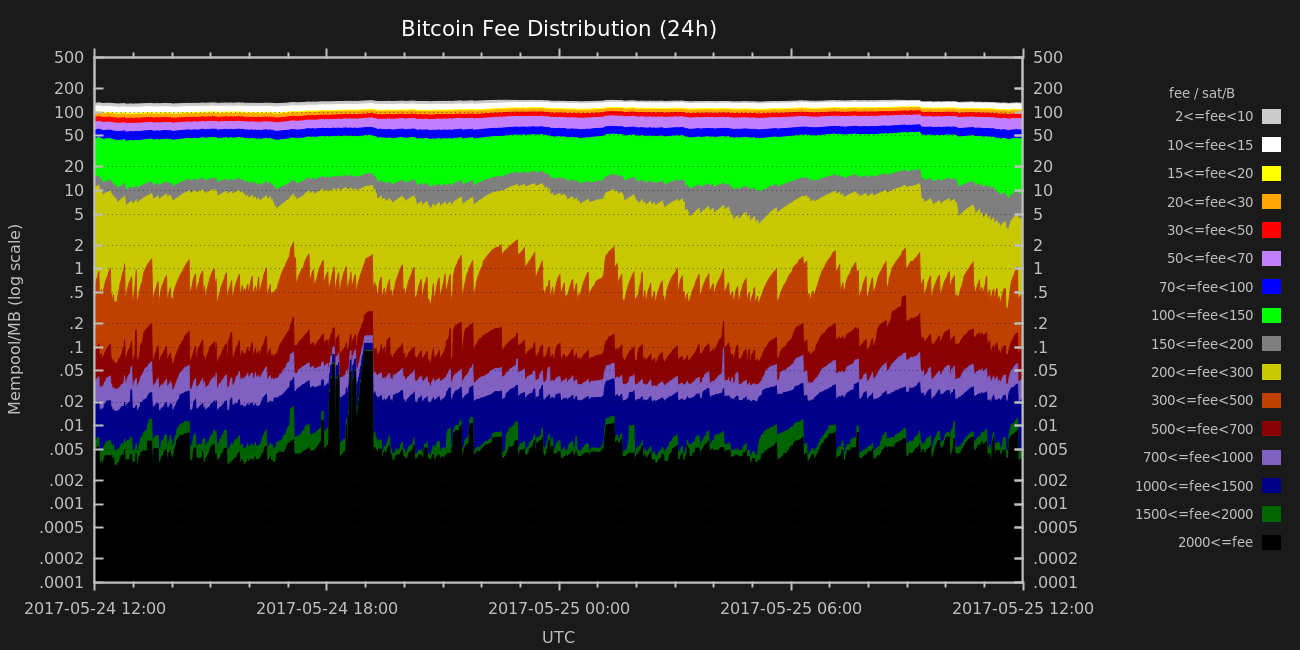 Bitcoin Fee Distribution (24h)
500
200
100
50
20
10
5
2
1
.5
.2
.1
.05
.02
.01
.005
.002
.001
.0005
.0002
.0001
Mempool/MB (log scale)
500
200
100
50
20
10
5
2
1
.5
.2
.1
.05
.02
.01
.005
.002
.001
.0005
.0002
.0001
2017-05-24 12:00
2017-05-24 18:00
2017-05-25 00:00
2017-05-25 06:00
2017-05-25 12:00
UTC
fee / sat/B
2<=fee<10
10<=fee<15
15<=fee<20
20<=fee<30
30<=fee<50
50<=fee<70
70<=fee<100
100<=fee<150
150<=fee<200
200<=fee<300
300<=fee<500
500<=fee<700
700<=fee<1000
1000<=fee<1500
1500<=fee<2000
2000<=fee